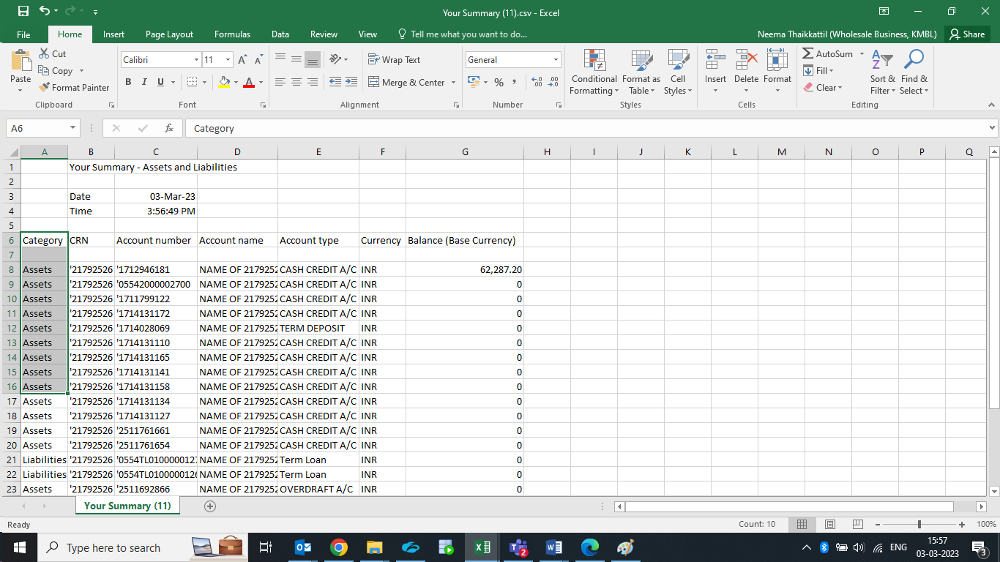 Your Summary (11).csv - Excel
File Home Insert Page Layout Formulas Data Review View Tell me what you want to do... Neema Thaikkattil (Wholesale Business, KMBL) Share
Paste Cut Copy Format Painter
Clipboard
Calibri 11 A A B I U A
Font
Wrap Text Merge & Center
Alignment
General % , .0 .00 .00 .0
Number
Conditional Formatting Format as Table Cell Styles
Styles
Insert Delete Format
Cells
AutoSum Fill Clear Sort & Filter Find & Select
Editing
A6 fx Category
A B C D E F G H I J K L M N O P Q
1 Your Summary - Assets and Liabilities
2
3 Date 03-Mar-23
4 Time 3:56:49 PM
5
6 Category CRN Account number Account name Account type Currency Balance (Base Currency)
7
8 Assets '21792526 '1712946181 NAME OF 2179252 CASH CREDIT A/C INR 62,287.20
9 Assets '21792526 '05542000002700 NAME OF 2179252 CASH CREDIT A/C INR 0
10 Assets '21792526 '1711799122 NAME OF 2179252 CASH CREDIT A/C INR 0
11 Assets '21792526 '1714131172 NAME OF 2179252 CASH CREDIT A/C INR 0
12 Assets '21792526 '1714028069 NAME OF 2179252 TERM DEPOSIT INR 0
13 Assets '21792526 '1714131110 NAME OF 2179252 CASH CREDIT A/C INR 0
14 Assets '21792526 '1714131165 NAME OF 2179252 CASH CREDIT A/C INR 0
15 Assets '21792526 '1714131141 NAME OF 2179252 CASH CREDIT A/C INR 0
16 Assets '21792526 '1714131158 NAME OF 2179252 CASH CREDIT A/C INR 0
17 Assets '21792526 '1714131134 NAME OF 2179252 CASH CREDIT A/C INR 0
18 Assets '21792526 '1714131127 NAME OF 2179252 CASH CREDIT A/C INR 0
19 Assets '21792526 '2511761661 NAME OF 2179252 CASH CREDIT A/C INR 0
20 Assets '21792526 '2511761654 NAME OF 2179252 CASH CREDIT A/C INR 0
21 Liabilities '21792526 '0554TL010000012 NAME OF 2179252 Term Loan INR 0
22 Liabilities '21792526 '0554TL010000012 NAME OF 2179252 Term Loan INR 0
23 Assets '21792526 '2511692866 NAME OF 2179252 OVERDRAFT A/C INR 0
Your Summary (11)
Ready Count: 10 100%
Type here to search 2 ENG 15:57 3
03-03-2023